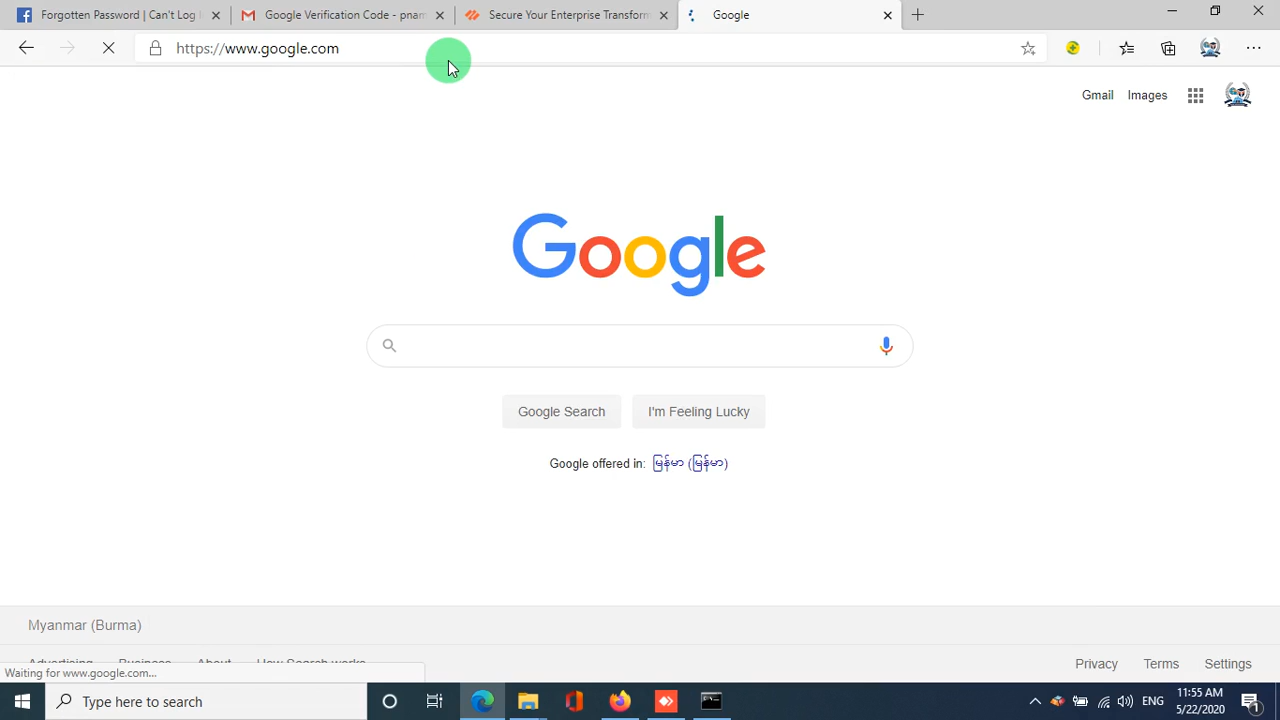 Forgotten Password | Can't Log I
Google Verification Code - pnam
Secure Your Enterprise Transform
Google
https://www.google.com
Gmail
Images
Google
Google Search
I'm Feeling Lucky
Google offered in: မြန်မာ (မြန်မာ)
Myanmar (Burma)
Advertising
Business
About
How Search works
Privacy
Terms
Settings
Waiting for www.google.com...
Type here to search
ENG
11:55 AM
5/22/2020
1